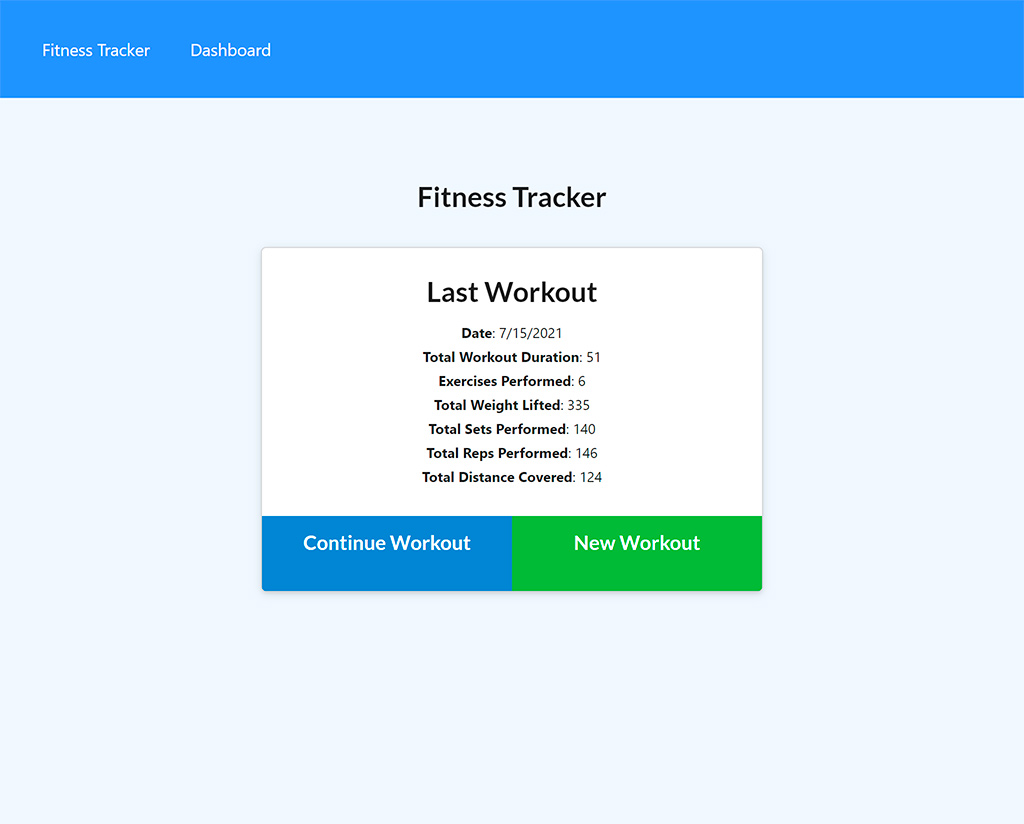 Fitness Tracker Dashboard
Fitness Tracker
Last Workout
Date: 7/15/2021
Total Workout Duration: 51
Exercises Performed: 6
Total Weight Lifted: 335
Total Sets Performed: 140
Total Reps Performed: 146
Total Distance Covered: 124
Continue Workout New Workout